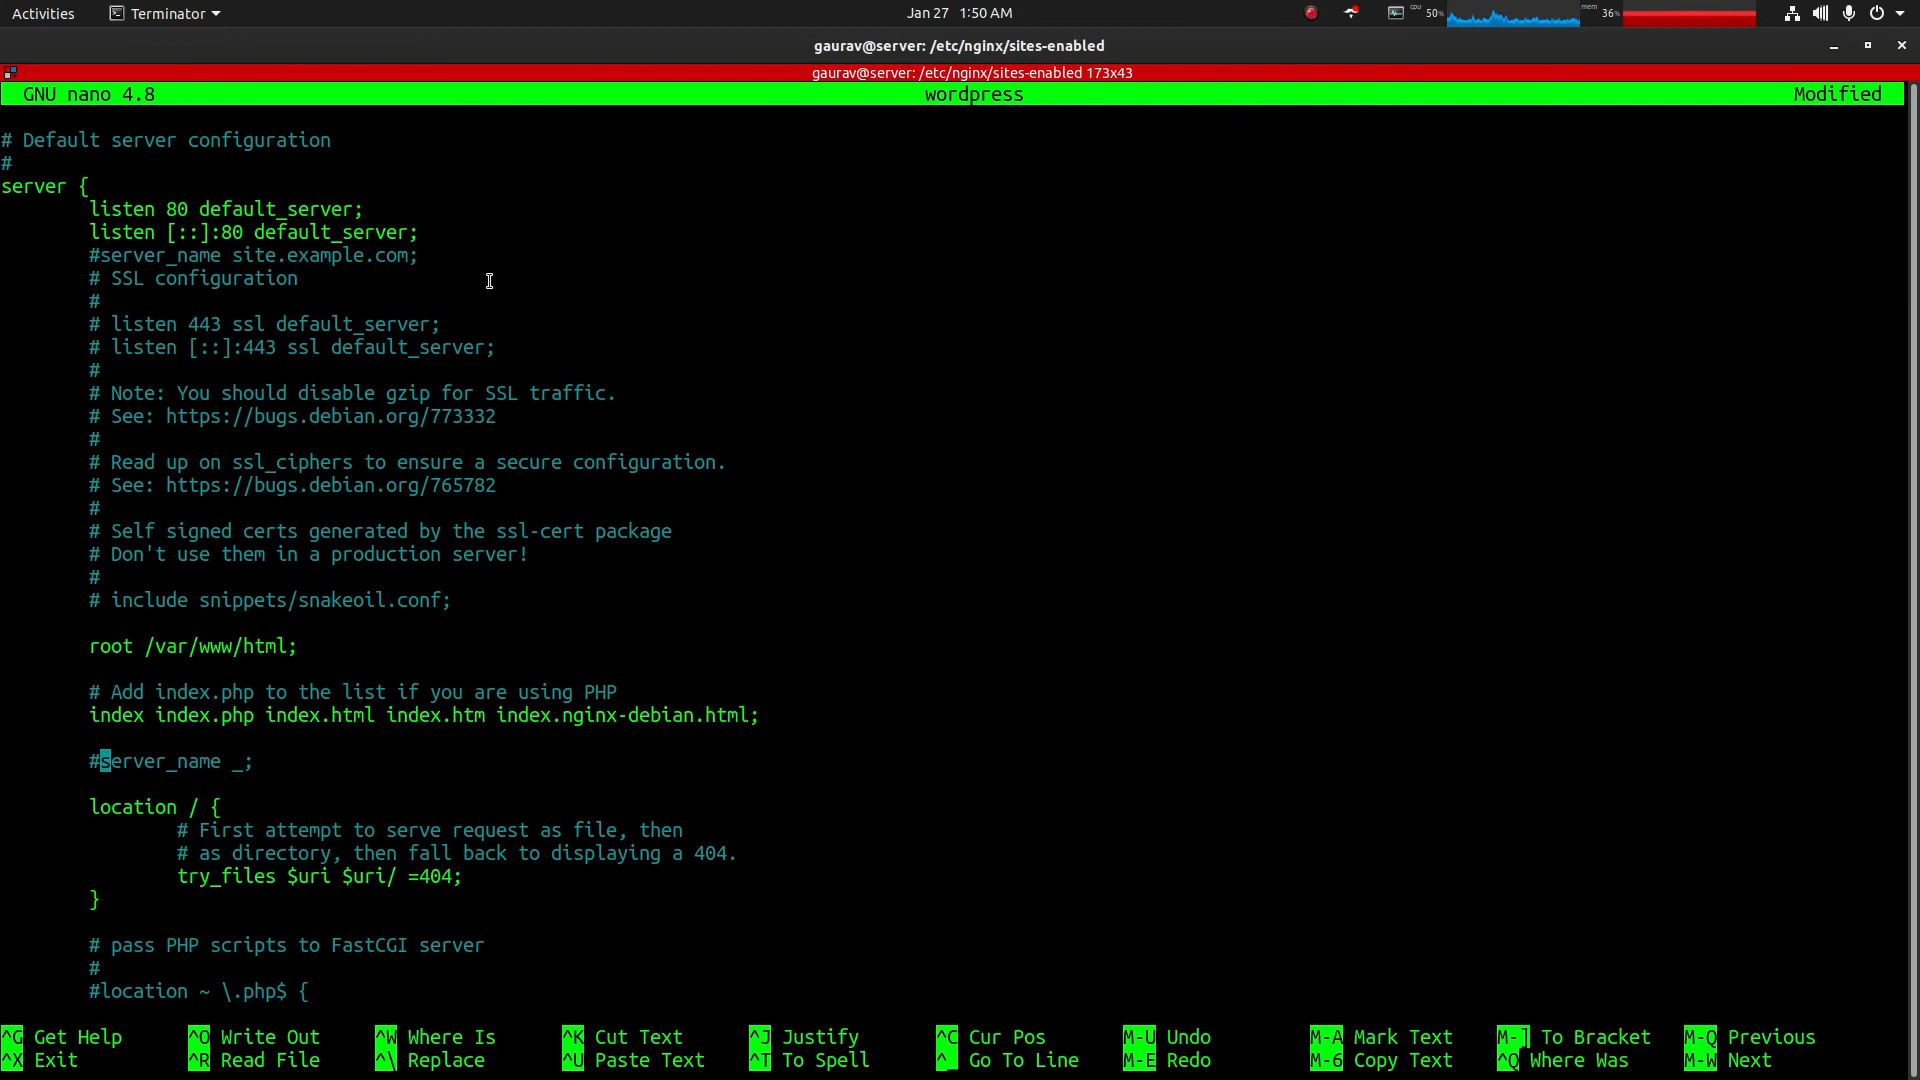 Activities
Terminator
Jan 27 1:50 AM
cpu 50%
mem 36%
gaurav@server: /etc/nginx/sites-enabled
gaurav@server: /etc/nginx/sites-enabled 173x43
GNU nano 4.8 wordpress Modified
# Default server configuration
#
server {
listen 80 default_server;
listen [::]:80 default_server;
#server_name site.example.com;
# SSL configuration
#
# listen 443 ssl default_server;
# listen [::]:443 ssl default_server;
#
# Note: You should disable gzip for SSL traffic.
# See: https://bugs.debian.org/773332
#
# Read up on ssl_ciphers to ensure a secure configuration.
# See: https://bugs.debian.org/765782
#
# Self signed certs generated by the ssl-cert package
# Don't use them in a production server!
#
# include snippets/snakeoil.conf;
root /var/www/html;
# Add index.php to the list if you are using PHP
index index.php index.html index.htm index.nginx-debian.html;
#server_name _;
location / {
# First attempt to serve request as file, then
# as directory, then fall back to displaying a 404.
try_files $uri $uri/ =404;
}
# pass PHP scripts to FastCGI server
#
#location ~ \.php$ {
^G Get Help ^O Write Out ^W Where Is ^K Cut Text ^J Justify ^C Cur Pos M-U Undo M-A Mark Text M-] To Bracket M-Q Previous
^X Exit ^R Read File ^\ Replace ^U Paste Text ^T To Spell ^_ Go To Line M-E Redo M-6 Copy Text ^Q Where Was M-W Next